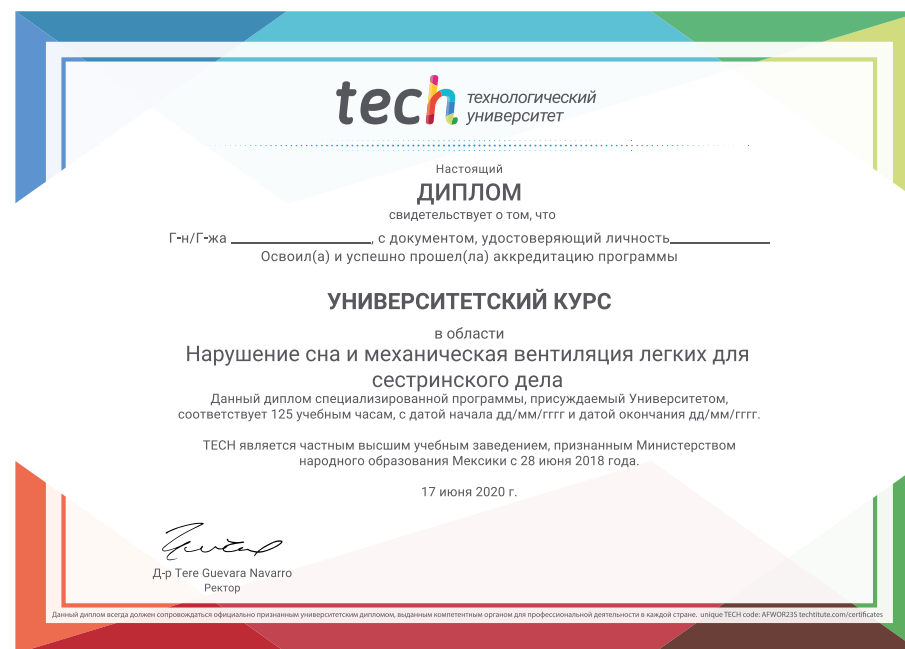 tech технологический
университет
Настоящий
ДИПЛОМ
свидетельствует о том, что
Г-н/Г-жа ____________________, с документом, удостоверяющий личность______________
Освоил(а) и успешно прошел(ла) аккредитацию программы
УНИВЕРСИТЕТСКИЙ КУРС
в области
Нарушение сна и механическая вентиляция легких для
сестринского дела
Данный диплом специализированной программы, присуждаемый Университетом,
соответствует 125 учебным часам, с датой начала дд/мм/гггг и датой окончания дд/мм/гггг.
TECH является частным высшим учебным заведением, признанным Министерством
народного образования Мексики с 28 июня 2018 года.
17 июня 2020 г.
Д-р Tere Guevara Navarro
Ректор
Данный диплом всегда должен сопровождаться официально признанным университетским дипломом, выданным компетентным органом для профессиональной деятельности в каждой стране. unique TECH code: AFWOR23S techtitute.com/certificates